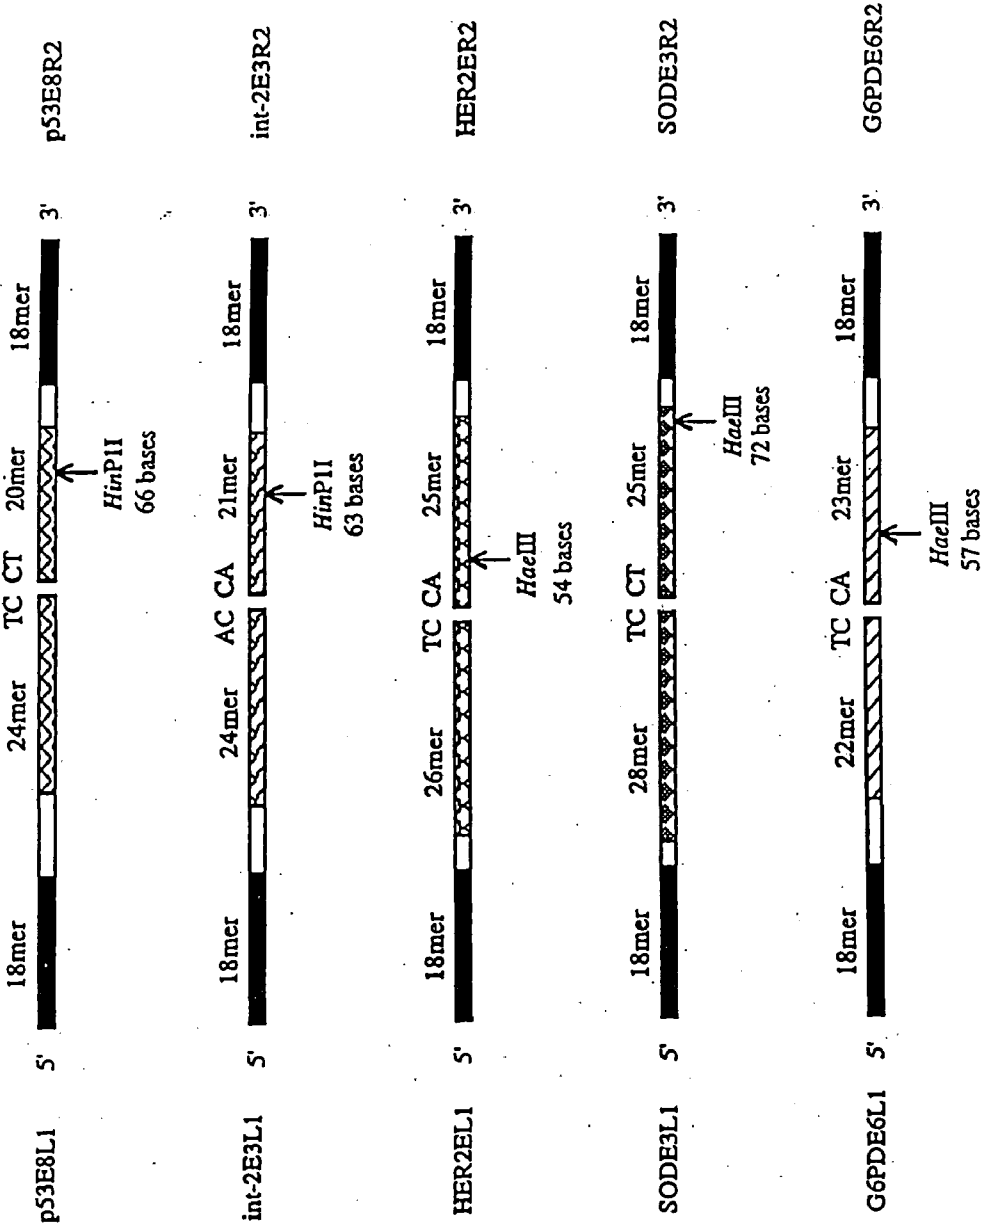 p53E8L1 5' 18mer 24mer TC CT 20mer 18mer 3' p53E8R2
HinP1I
66 bases
int-2E3L1 5' 18mer 24mer AC CA 21mer 18mer 3' int-2E3R2
HinP1I
63 bases
HER2EL1 5' 18mer 26mer TC CA 25mer 18mer 3' HER2ER2
HaeIII
54 bases
SODE3L1 5' 18mer 28mer TC CT 25mer 18mer 3' SODE3R2
HaeIII
72 bases
G6PDE6L1 5' 18mer 22mer TC CA 23mer 18mer 3' G6PDE6R2
HaeIII
57 bases